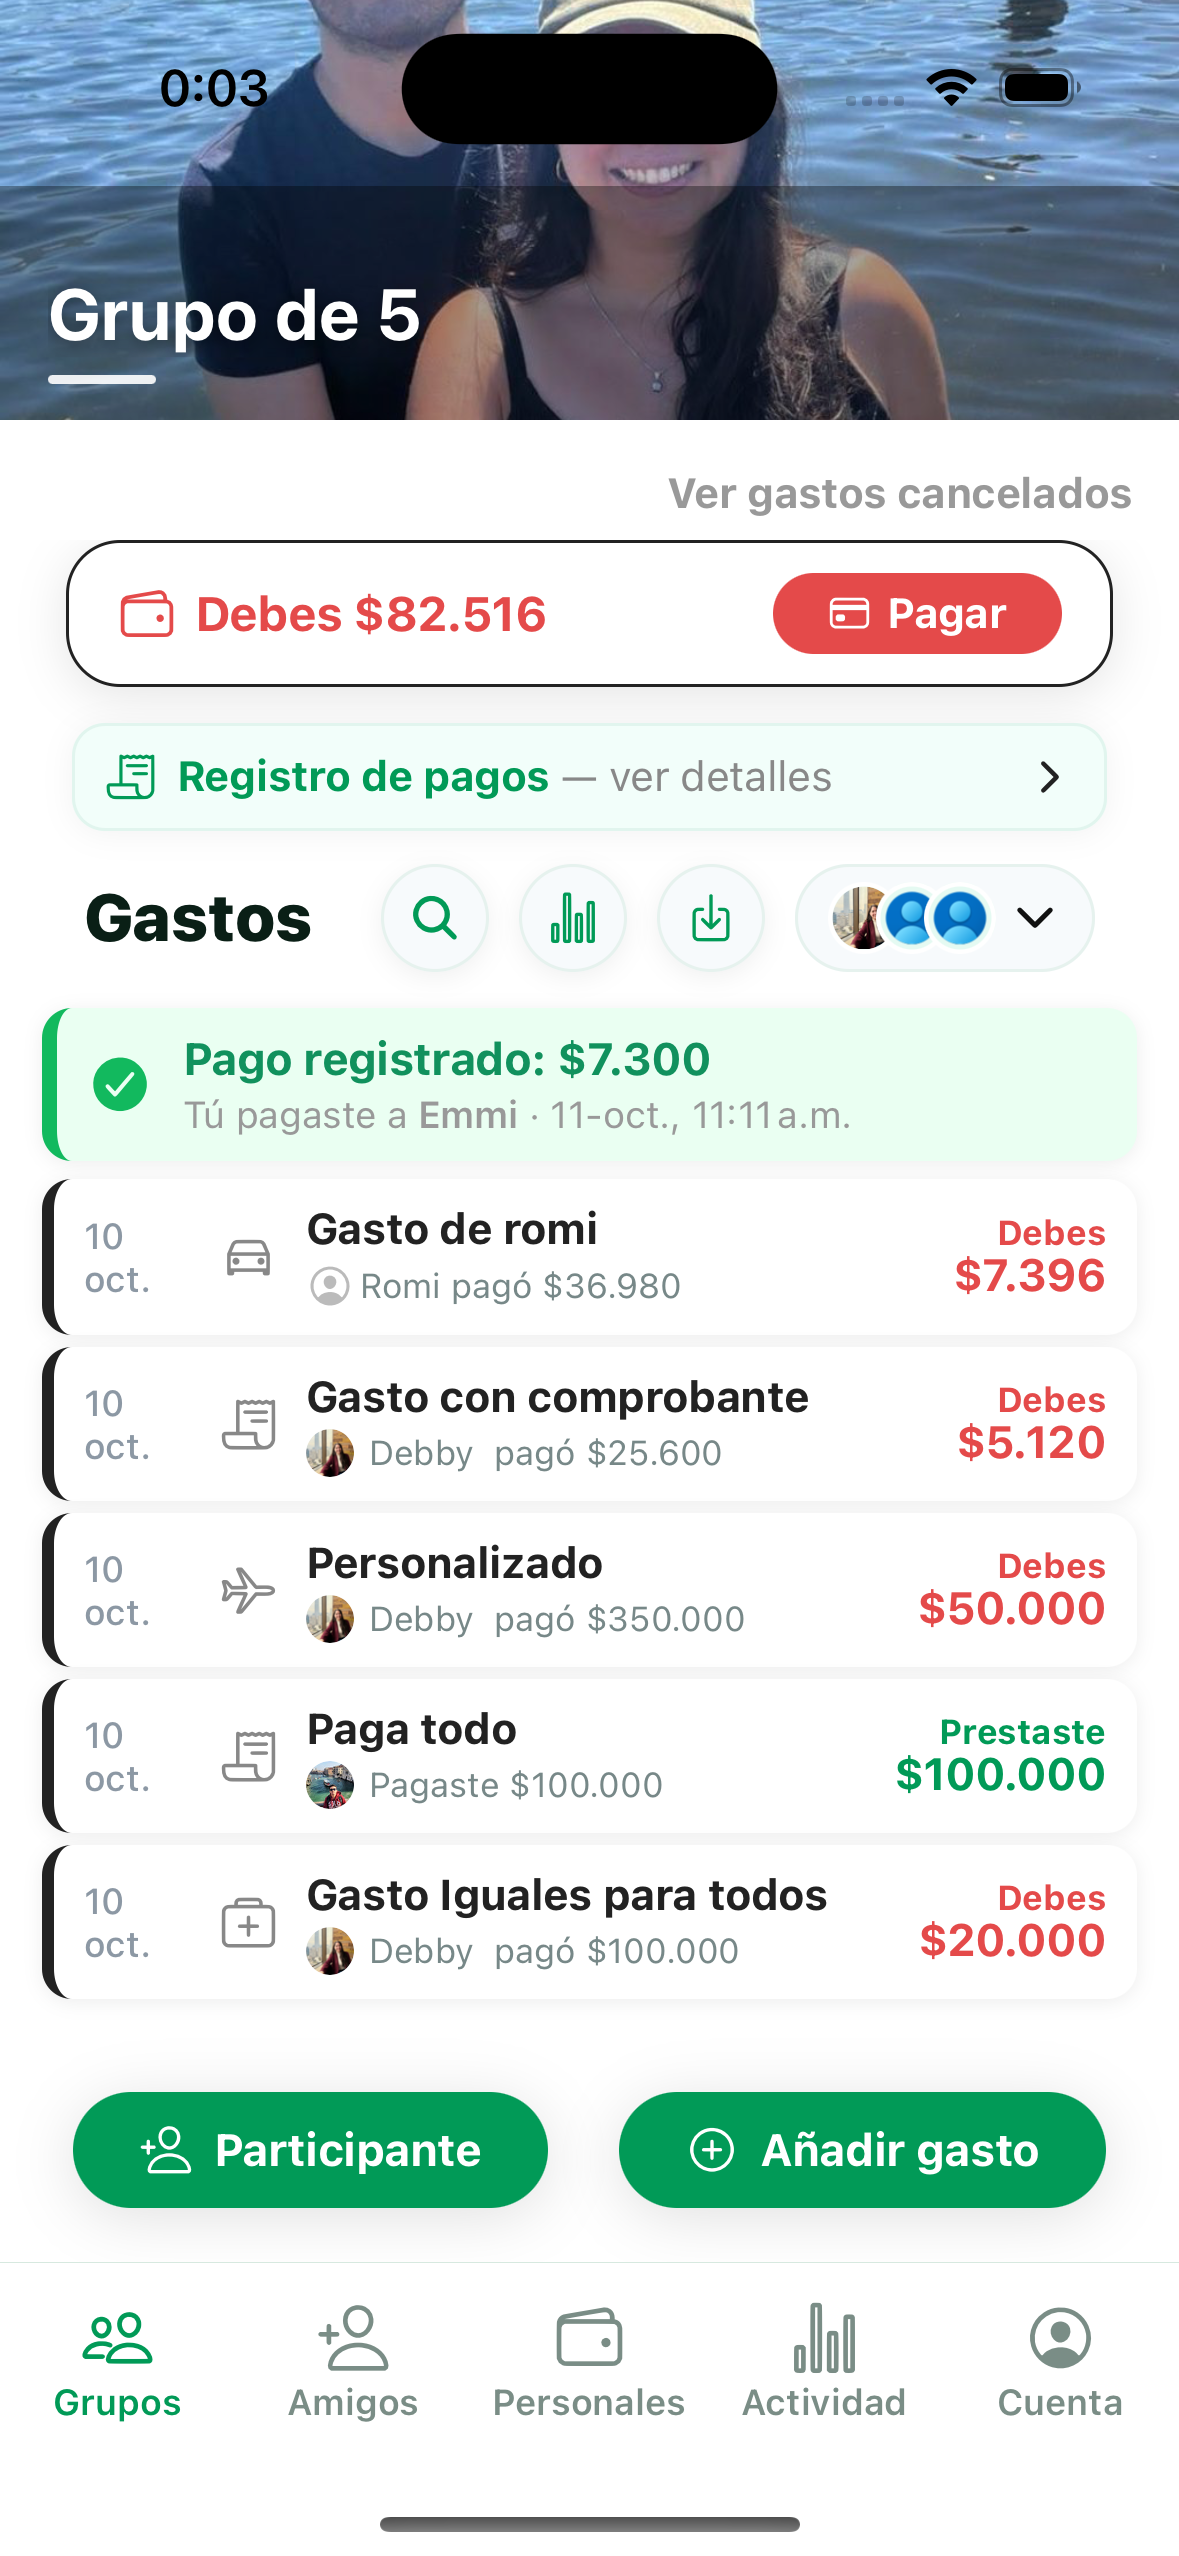 0:03
Grupo de 5
Ver gastos cancelados
Debes $82.516
Pagar
Registro de pagos — ver detalles
Gastos
Pago registrado: $7.300
Tú pagaste a Emmi · 11-oct., 11:11 a.m.
10 oct.
Gasto de romi
Romi pagó $36.980
Debes
$7.396
10 oct.
Gasto con comprobante
Debby pagó $25.600
Debes
$5.120
10 oct.
Personalizado
Debby pagó $350.000
Debes
$50.000
10 oct.
Paga todo
Pagaste $100.000
Prestaste
$100.000
10 oct.
Gasto Iguales para todos
Debby pagó $100.000
Debes
$20.000
Participante
Añadir gasto
Grupos
Amigos
Personales
Actividad
Cuenta